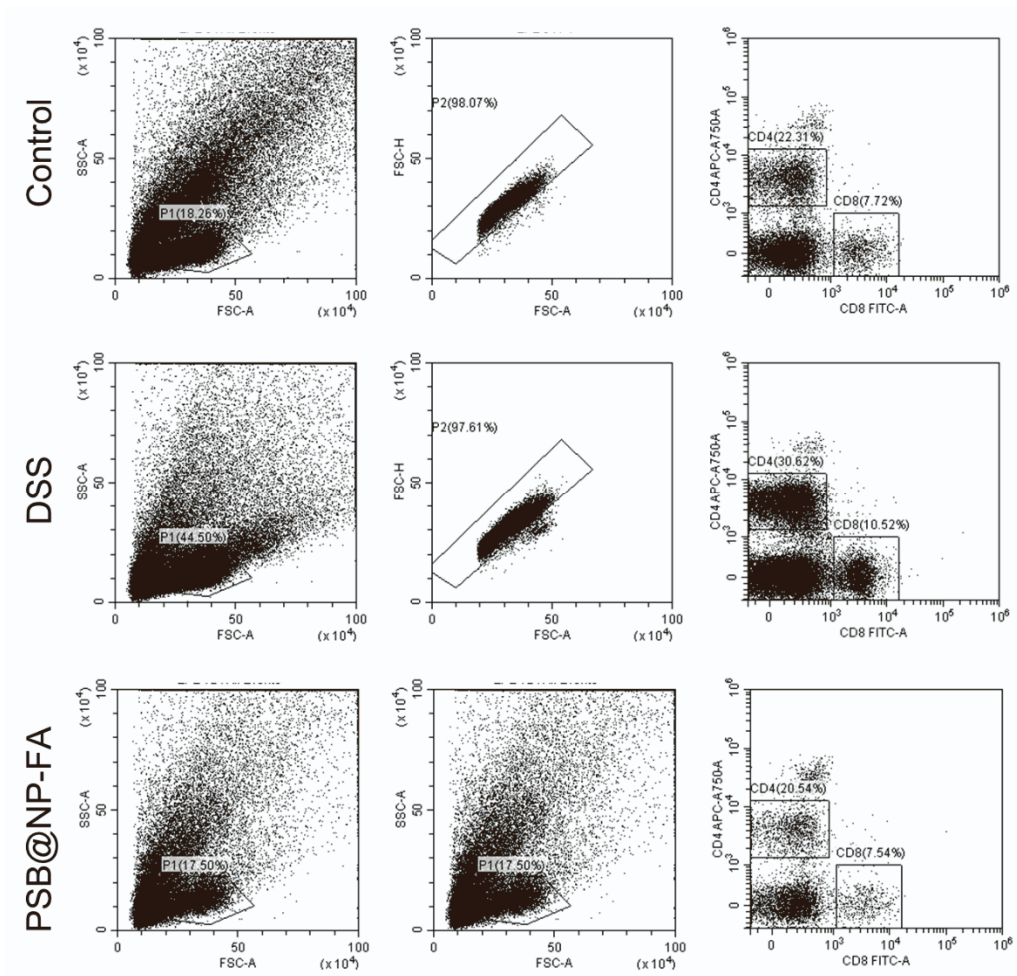 Control
100
(x10⁴)
SSC-A
50
P1(18.26%)
0
0 50 100
FSC-A (x10⁴)
100
(x10⁴)
P2(98.07%)
FSC-H
50
0
0 50 100
FSC-A (x10⁴)
10⁶
10⁵
CD4 APC-A750-A
CD4(22.31%)
10⁴
CD8(7.72%)
10³
0
0 10³ 10⁴ 10⁵ 10⁶
CD8 FITC-A
DSS
100
(x10⁴)
SSC-A
50
P1(44.50%)
0
0 50 100
FSC-A (x10⁴)
100
(x10⁴)
P2(97.61%)
FSC-H
50
0
0 50 100
FSC-A (x10⁴)
10⁶
10⁵
CD4 APC-A750-A
CD4(30.62%)
10⁴
CD8(10.52%)
10³
0
0 10³ 10⁴ 10⁵ 10⁶
CD8 FITC-A
PSB@NP-FA
100
(x10⁴)
SSC-A
50
P1(17.50%)
0
0 50 100
FSC-A (x10⁴)
100
(x10⁴)
SSC-A
50
P1(17.50%)
0
0 50 100
FSC-A (x10⁴)
10⁶
10⁵
CD4 APC-A750-A
CD4(20.54%)
10⁴
CD8(7.54%)
10³
0
0 10³ 10⁴ 10⁵ 10⁶
CD8 FITC-A